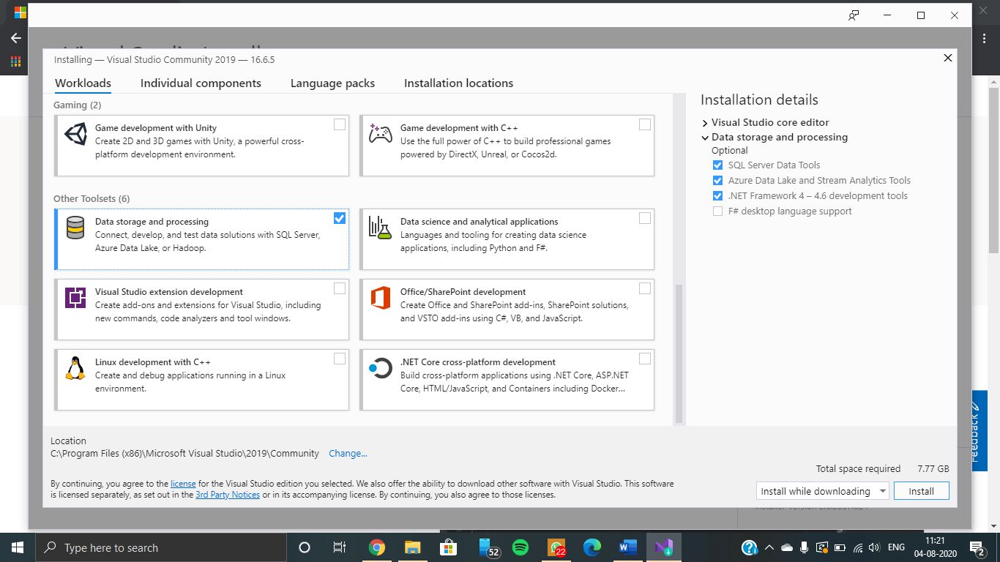 Installing — Visual Studio Community 2019 — 16.6.5
Workloads
Individual components
Language packs
Installation locations
Gaming (2)
Game development with Unity
Create 2D and 3D games with Unity, a powerful cross-
platform development environment.
Game development with C++
Use the full power of C++ to build professional games
powered by DirectX, Unreal, or Cocos2d.
Other Toolsets (6)
Data storage and processing
Connect, develop, and test data solutions with SQL Server,
Azure Data Lake, or Hadoop.
Data science and analytical applications
Languages and tooling for creating data science
applications, including Python and F#.
Visual Studio extension development
Create add-ons and extensions for Visual Studio, including
new commands, code analyzers and tool windows.
Office/SharePoint development
Create Office and SharePoint add-ins, SharePoint solutions,
and VSTO add-ins using C#, VB, and JavaScript.
Linux development with C++
Create and debug applications running in a Linux
environment.
.NET Core cross-platform development
Build cross-platform applications using .NET Core, ASP.NET
Core, HTML/JavaScript, and Containers including Docker...
Installation details
Visual Studio core editor
Data storage and processing
Optional
SQL Server Data Tools
Azure Data Lake and Stream Analytics Tools
.NET Framework 4 – 4.6 development tools
F# desktop language support
Feedback
Location
C:\Program Files (x86)\Microsoft Visual Studio\2019\Community
Change...
Total space required 7.77 GB
By continuing, you agree to the license for the Visual Studio edition you selected. We also offer the ability to download other software with Visual Studio. This software
is licensed separately, as set out in the 3rd Party Notices or in its accompanying license. By continuing, you also agree to those licenses.
Install while downloading
Install
Type here to search
52
22
ENG
11:21
04-08-2020
2